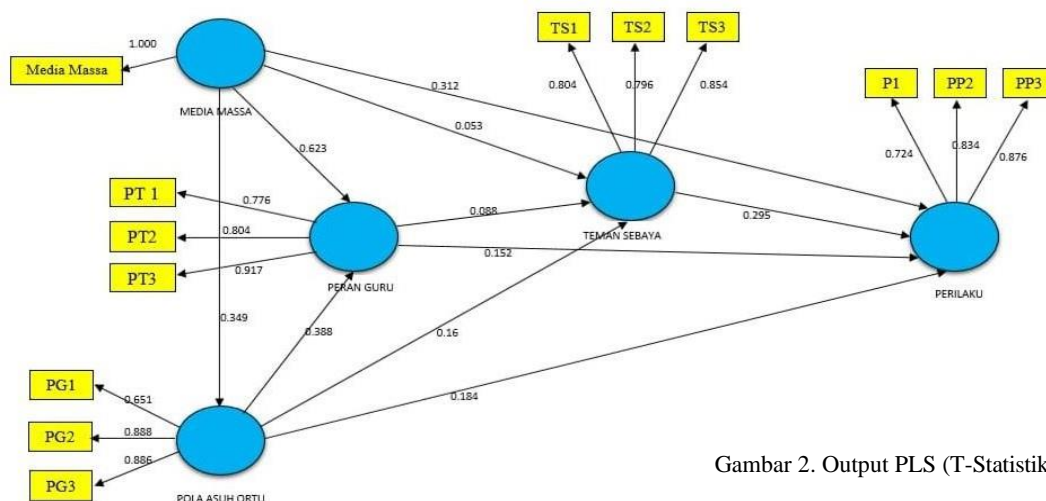 TS1
TS2
TS3
1.000
Media Massa
MEDIA MASSA
0.804
0.796
0.854
P1
PP2
PP3
0.312
0.053
0.724
0.834
0.876
0.623
PT 1
0.776
PT2
0.804
PT3
0.917
PERAN GURU
0.088
TEMAN SEBAYA
0.152
0.295
PERILAKU
0.349
0.388
0.16
0.184
PG1
0.651
PG2
0.888
PG3
0.886
POLA ASUH ORTU
Gambar 2. Output PLS (T-Statistik